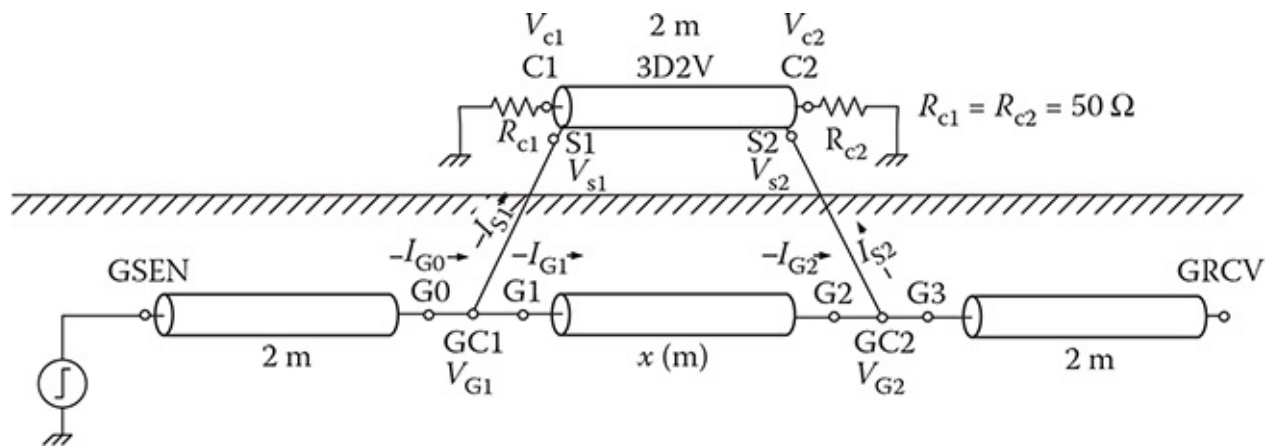 V_c1 2 m V_c2
C1 3D2V C2
R_c1 R_c2 R_c1 = R_c2 = 50 Ω
S1 S2
V_s1 V_s2
-I_S1
-I_G0 -I_G1 -I_G2 I_S2-
GSEN GRCV
G0 G1 G2 G3
2 m GC1 x (m) GC2 2 m
V_G1 V_G2